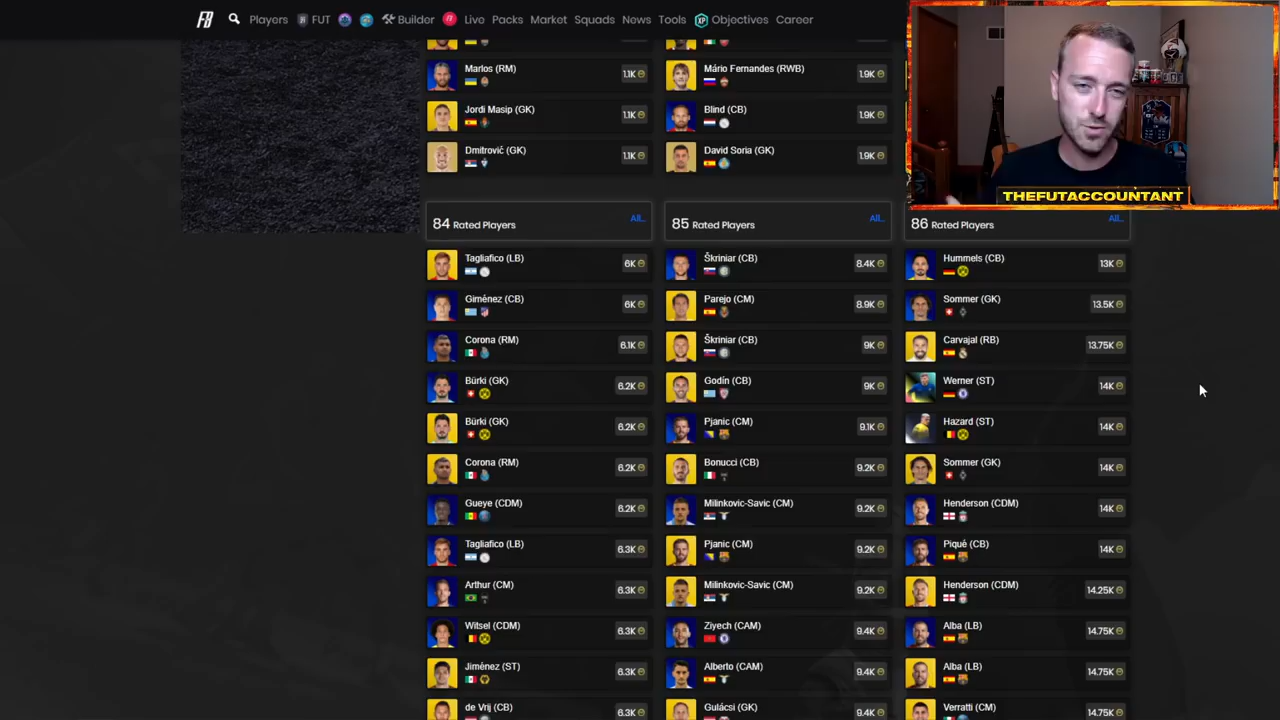 FB Players FUT Builder Live Packs Market Squads News Tools XP Objectives Career
Marlos (RM) 1.1K
Mário Fernandes (RWB) 1.9K
Jordi Masip (GK) 1.1K
Blind (CB) 1.9K
Dmitrović (GK) 1.1K
David Soria (GK) 1.9K
THEFUTACCOUNTANT
84 Rated Players All..
Tagliafico (LB) 6K
Giménez (CB) 6K
Corona (RM) 6.1K
Bürki (GK) 6.2K
Bürki (GK) 6.2K
Corona (RM) 6.2K
Gueye (CDM) 6.2K
Tagliafico (LB) 6.3K
Arthur (CM) 6.3K
Witsel (CDM) 6.3K
Jiménez (ST) 6.3K
de Vrij (CB) 6.3K
85 Rated Players All..
Škriniar (CB) 8.4K
Parejo (CM) 8.9K
Škriniar (CB) 9K
Godín (CB) 9K
Pjanic (CM) 9.1K
Bonucci (CB) 9.2K
Milinkovic-Savic (CM) 9.2K
Pjanic (CM) 9.2K
Milinkovic-Savic (CM) 9.2K
Ziyech (CAM) 9.4K
Alberto (CAM) 9.4K
Gulácsi (GK) 9.4K
86 Rated Players All..
Hummels (CB) 13K
Sommer (GK) 13.5K
Carvajal (RB) 13.75K
Werner (ST) 14K
Hazard (ST) 14K
Sommer (GK) 14K
Henderson (CDM) 14K
Piqué (CB) 14K
Henderson (CDM) 14.25K
Alba (LB) 14.75K
Alba (LB) 14.75K
Verratti (CM) 14.75K